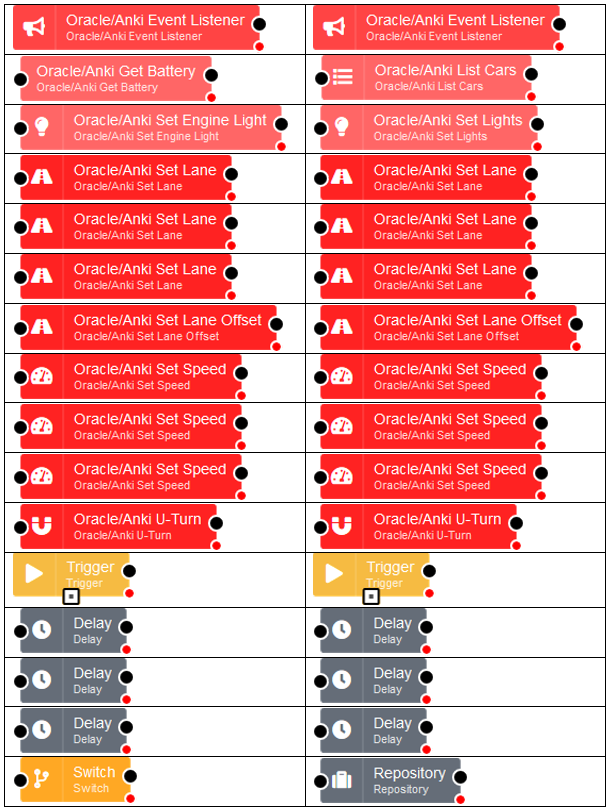 Oracle/Anki Event Listener
Oracle/Anki Event Listener
Oracle/Anki Event Listener
Oracle/Anki Event Listener
Oracle/Anki Get Battery
Oracle/Anki Get Battery
Oracle/Anki List Cars
Oracle/Anki List Cars
Oracle/Anki Set Engine Light
Oracle/Anki Set Engine Light
Oracle/Anki Set Lights
Oracle/Anki Set Lights
Oracle/Anki Set Lane
Oracle/Anki Set Lane
Oracle/Anki Set Lane
Oracle/Anki Set Lane
Oracle/Anki Set Lane
Oracle/Anki Set Lane
Oracle/Anki Set Lane
Oracle/Anki Set Lane
Oracle/Anki Set Lane
Oracle/Anki Set Lane
Oracle/Anki Set Lane
Oracle/Anki Set Lane
Oracle/Anki Set Lane Offset
Oracle/Anki Set Lane Offset
Oracle/Anki Set Lane Offset
Oracle/Anki Set Lane Offset
Oracle/Anki Set Speed
Oracle/Anki Set Speed
Oracle/Anki Set Speed
Oracle/Anki Set Speed
Oracle/Anki Set Speed
Oracle/Anki Set Speed
Oracle/Anki Set Speed
Oracle/Anki Set Speed
Oracle/Anki Set Speed
Oracle/Anki Set Speed
Oracle/Anki Set Speed
Oracle/Anki Set Speed
Oracle/Anki U-Turn
Oracle/Anki U-Turn
Oracle/Anki U-Turn
Oracle/Anki U-Turn
Trigger
Trigger
Trigger
Trigger
Delay
Delay
Delay
Delay
Delay
Delay
Delay
Delay
Delay
Delay
Delay
Delay
Switch
Switch
Repository
Repository